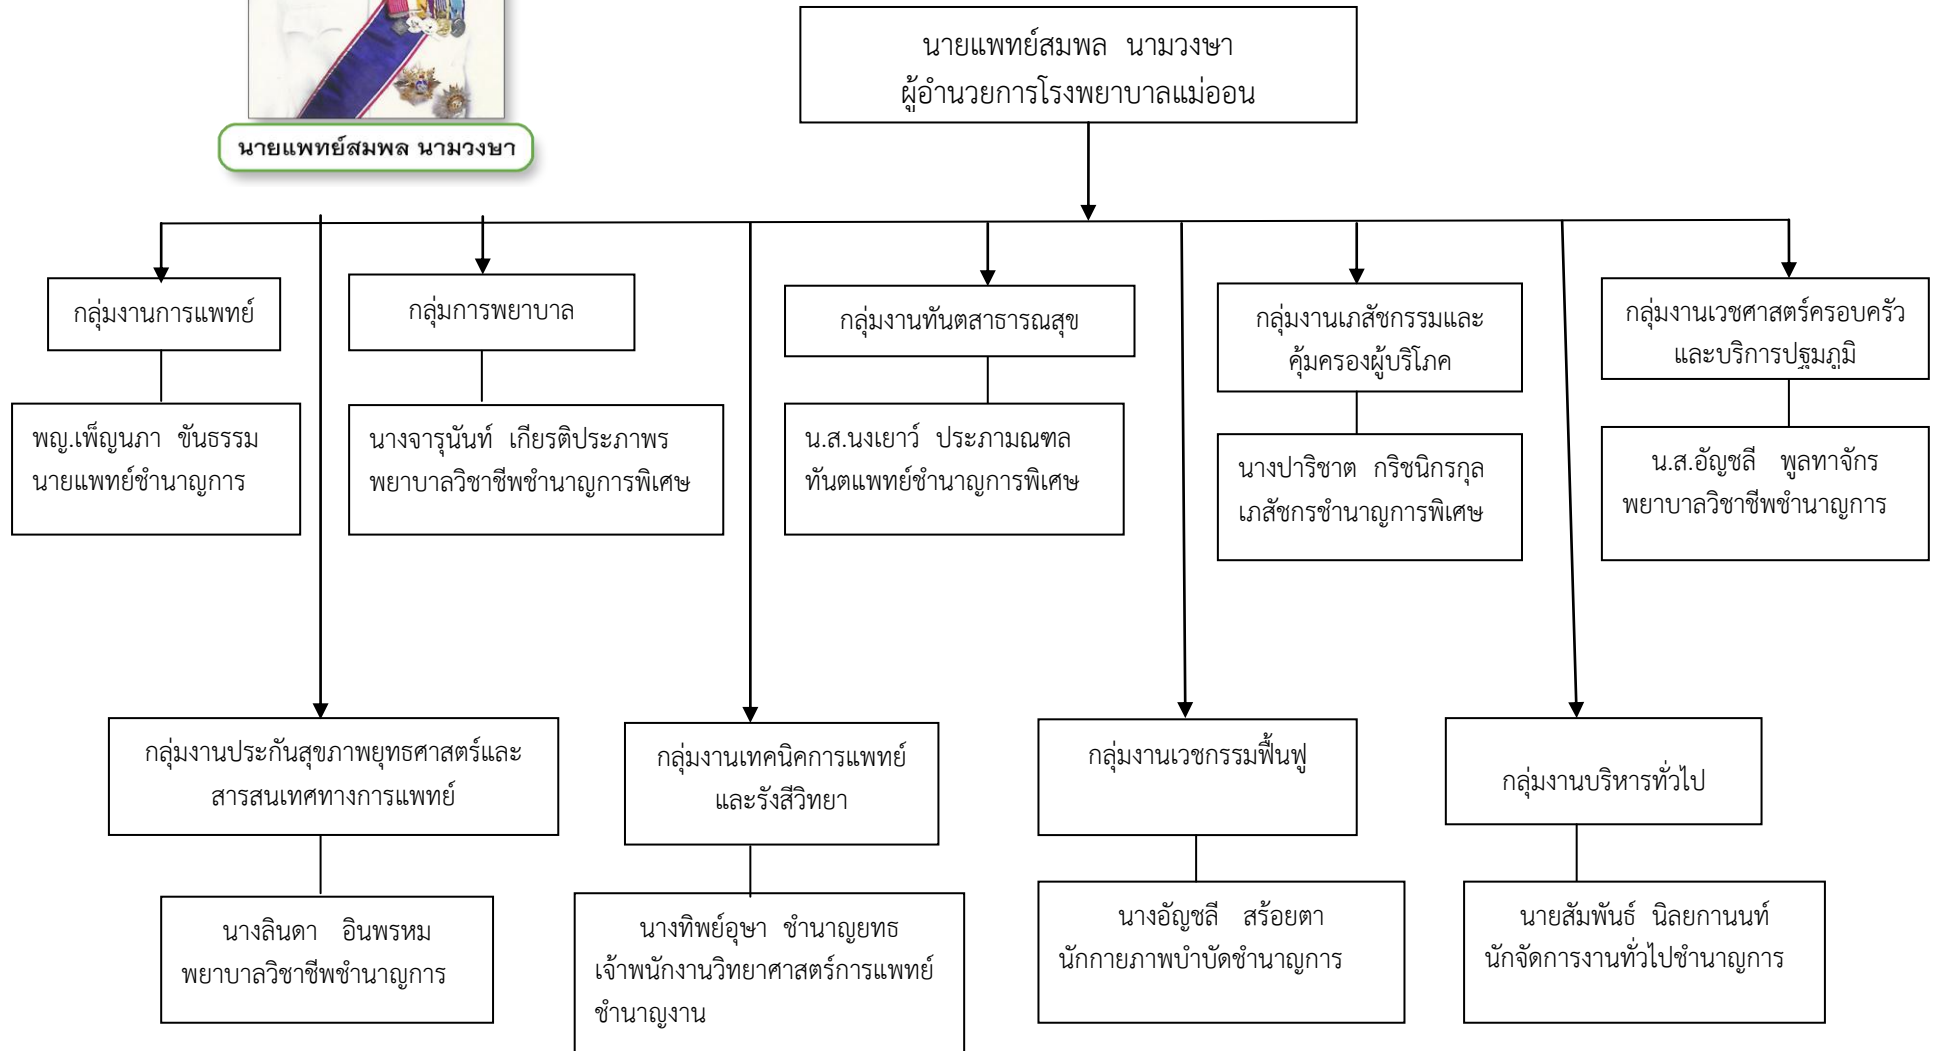 นายแพทย์สมพล นามวงษา
ผู้อำนวยการโรงพยาบาลแม่ออน
นายแพทย์สมพล นามวงษา
กลุ่มงานการแพทย์
พญ.เพ็ญนภา ขันธรรม
นายแพทย์ชำนาญการ
กลุ่มการพยาบาล
นางจารุนันท์ เกียรติประภาพร
พยาบาลวิชาชีพชำนาญการพิเศษ
กลุ่มงานทันตสาธารณสุข
น.ส.นงเยาว์ ประภามณฑล
ทันตแพทย์ชำนาญการพิเศษ
กลุ่มงานเภสัชกรรมและ
คุ้มครองผู้บริโภค
นางปาริชาต กริชนิกรกุล
เภสัชกรชำนาญการพิเศษ
กลุ่มงานเวชศาสตร์ครอบครัว
และบริการปฐมภูมิ
น.ส.อัญชลี พูลทาจักร
พยาบาลวิชาชีพชำนาญการ
กลุ่มงานประกันสุขภาพยุทธศาสตร์และ
สารสนเทศทางการแพทย์
นางลินดา อินพรหม
พยาบาลวิชาชีพชำนาญการ
กลุ่มงานเทคนิคการแพทย์
และรังสีวิทยา
นางทิพย์อุษา ชำนาญยทธ
เจ้าพนักงานวิทยาศาสตร์การแพทย์
ชำนาญงาน
กลุ่มงานเวชกรรมฟื้นฟู
นางอัญชลี สร้อยตา
นักกายภาพบำบัดชำนาญการ
กลุ่มงานบริหารทั่วไป
นายสัมพันธ์ นิลยกานนท์
นักจัดการงานทั่วไปชำนาญการ